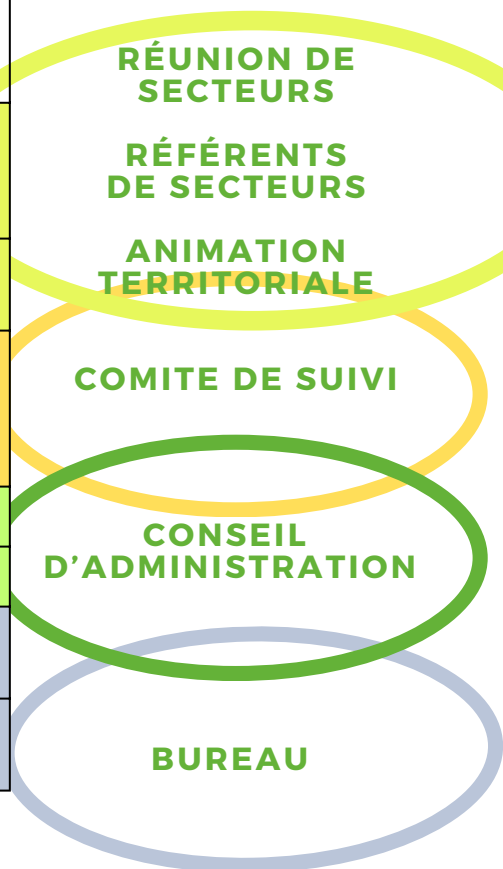 RÉUNION DE
SECTEURS
RÉFÉRENTS
DE SECTEURS
ANIMATION
TERRITORIALE
COMITE DE SUIVI
CONSEIL
D’ADMINISTRATION
BUREAU